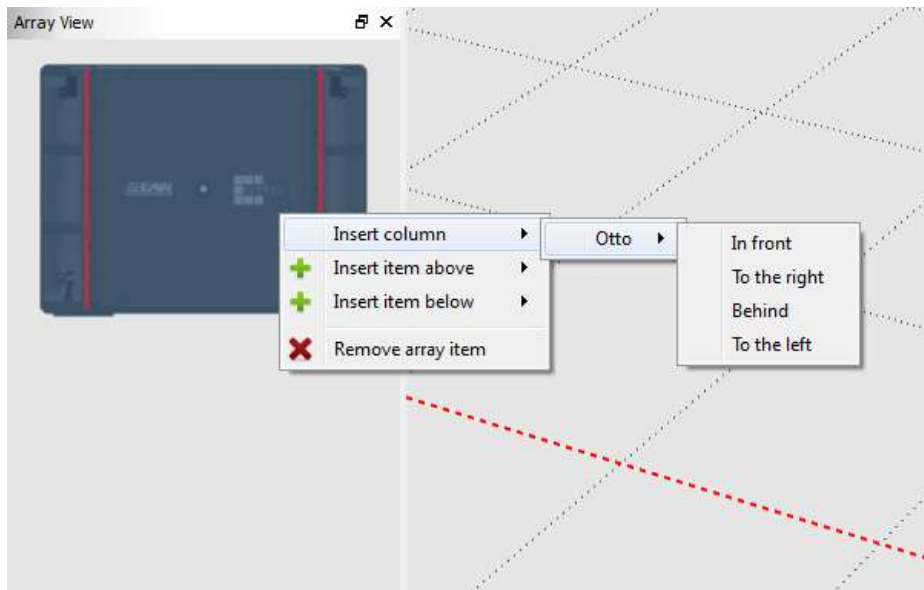 Array View
Insert column
Insert item above
Insert item below
Remove array item
Otto
In front
To the right
Behind
To the left